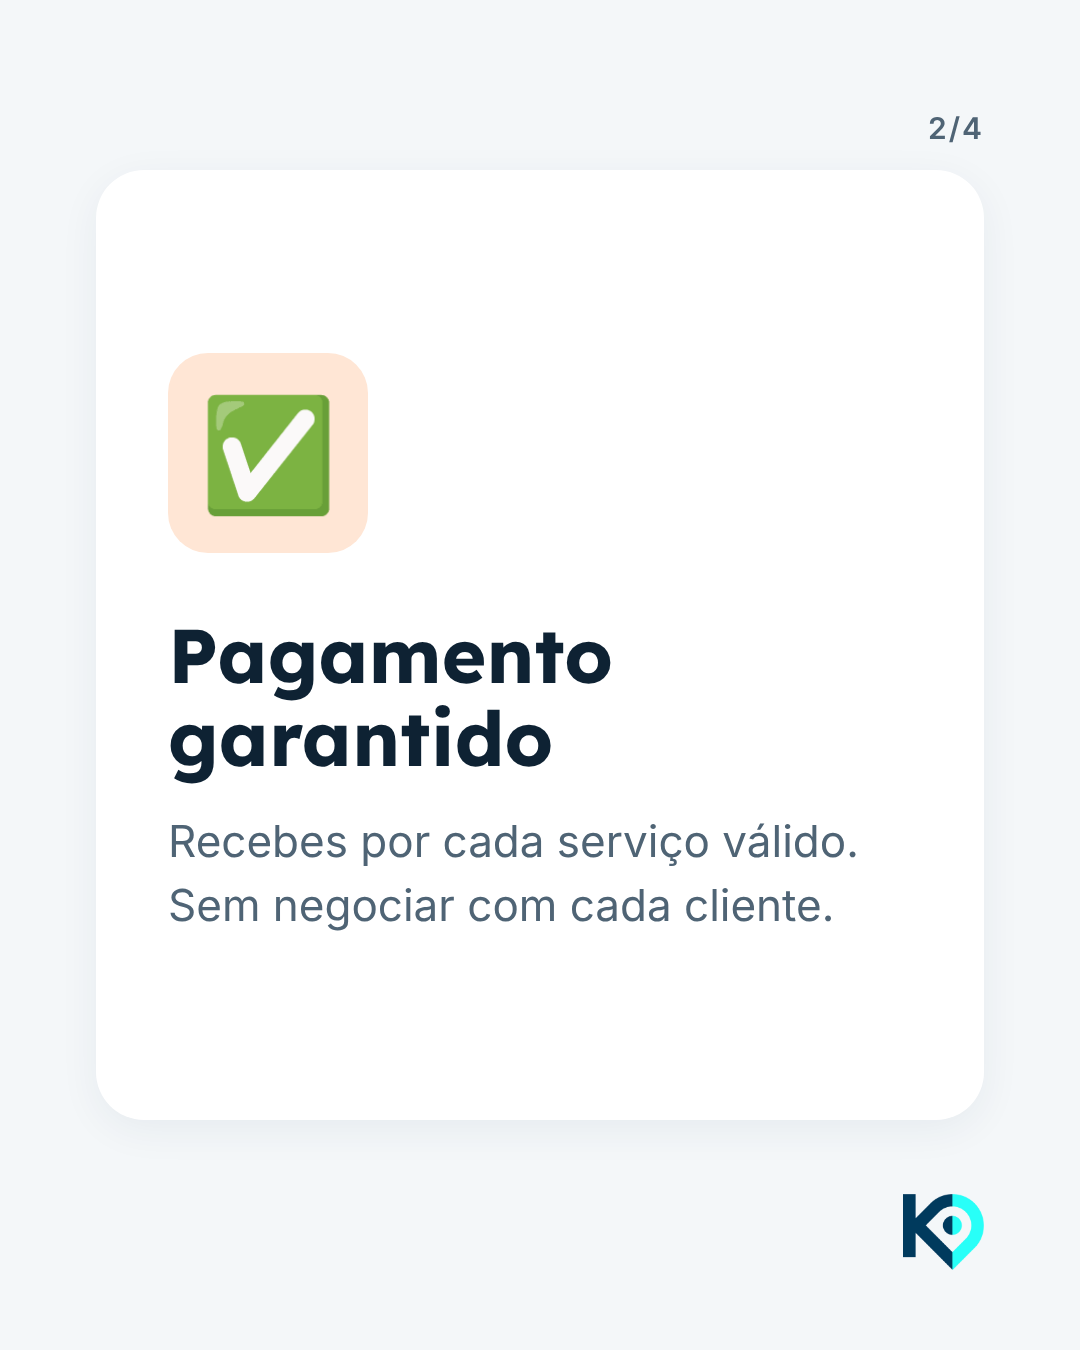 2/4
Pagamento
garantido
Recebes por cada serviço válido.
Sem negociar com cada cliente.